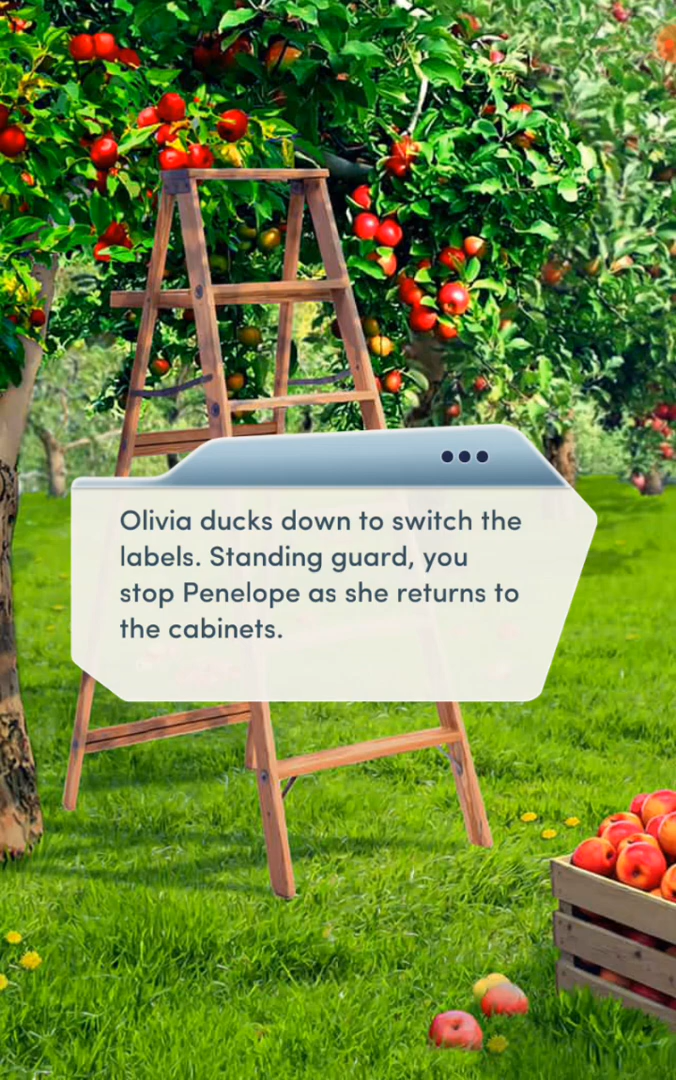 Olivia ducks down to switch the
labels. Standing guard, you
stop Penelope as she returns to
the cabinets.